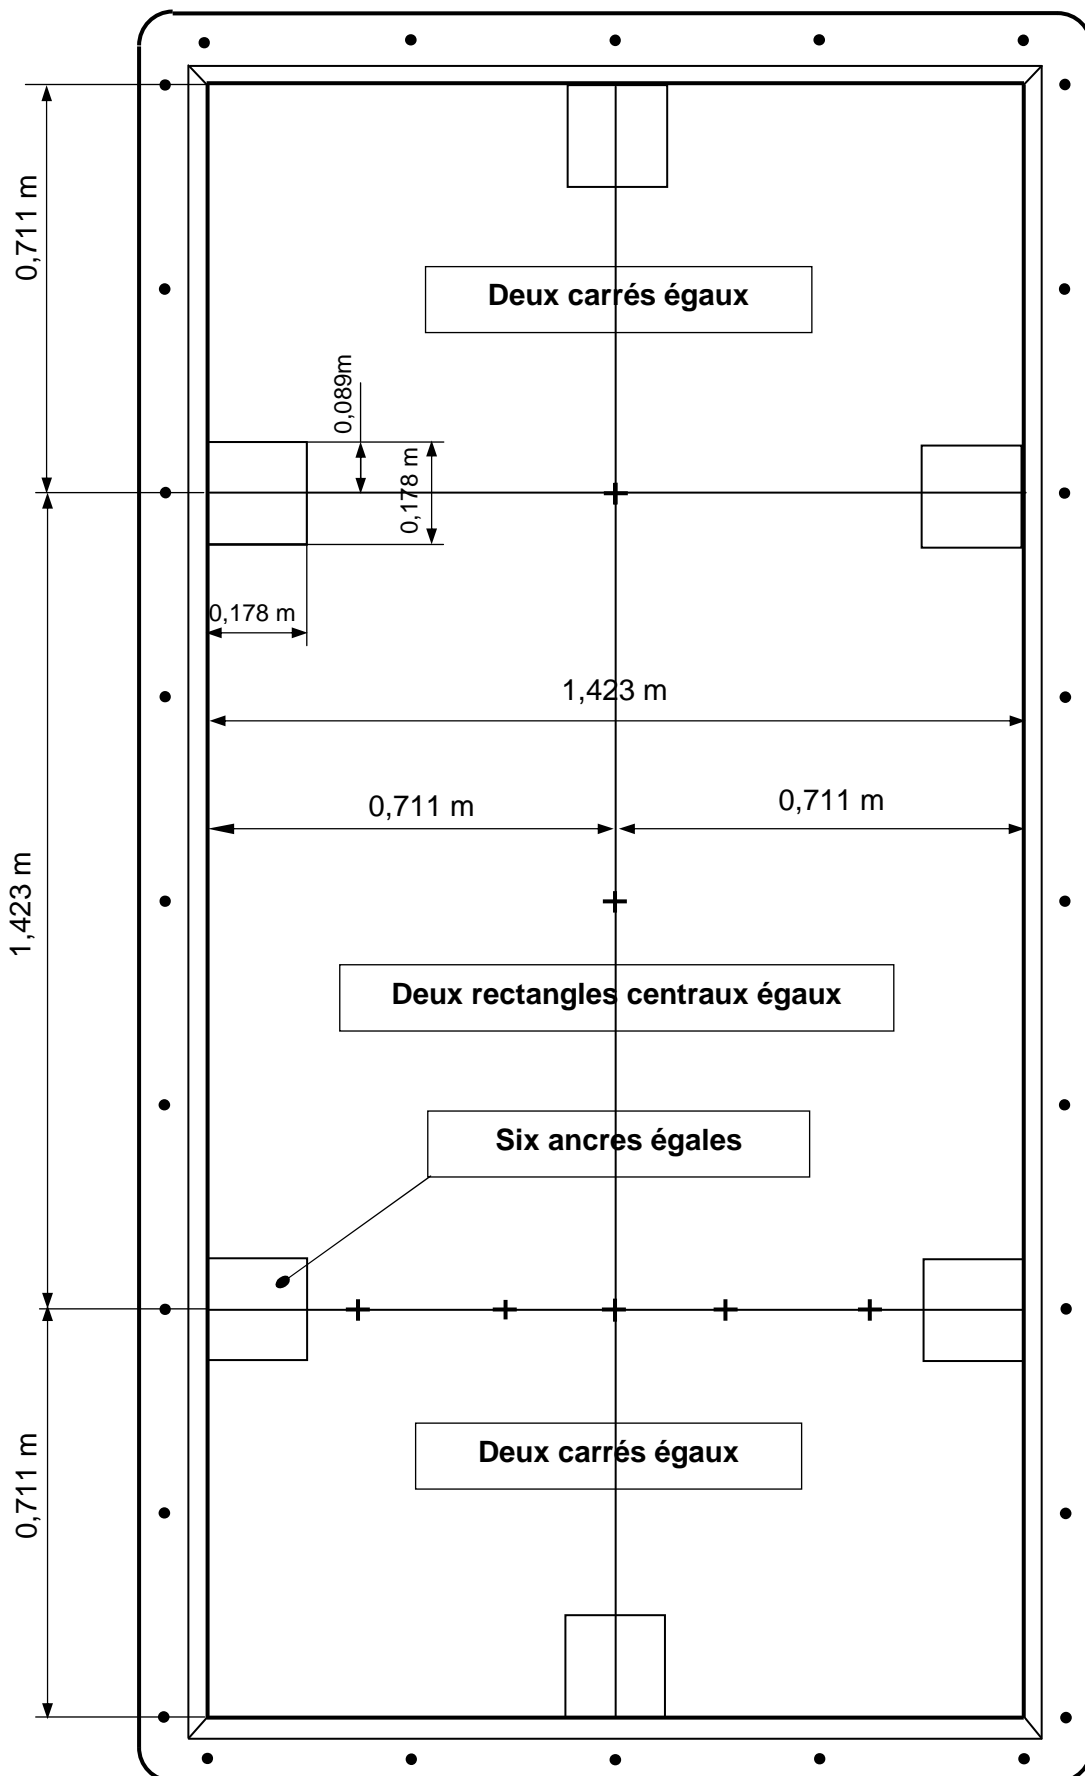 0,711 m
Deux carrés égaux
0,089m
0,178 m
0,178 m
1,423 m
0,711 m
0,711 m
1,423 m
Deux rectangles centraux égaux
Six ancres égales
Deux carrés égaux
0,711 m